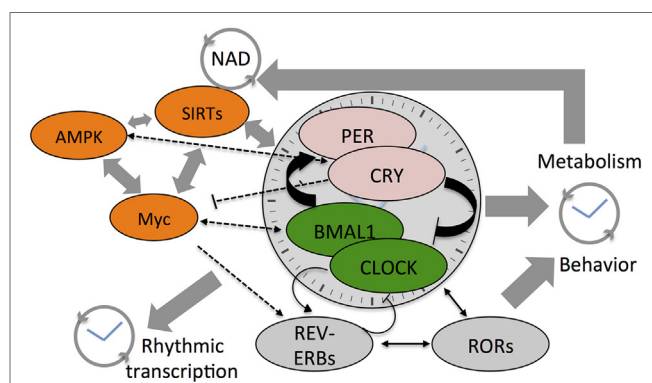 NAD
SIRTs
AMPK
PER
Metabolism
CRY
Myc
BMAL1
CLOCK
Behavior
REV-
ERBs
RORs
Rhythmic
transcription